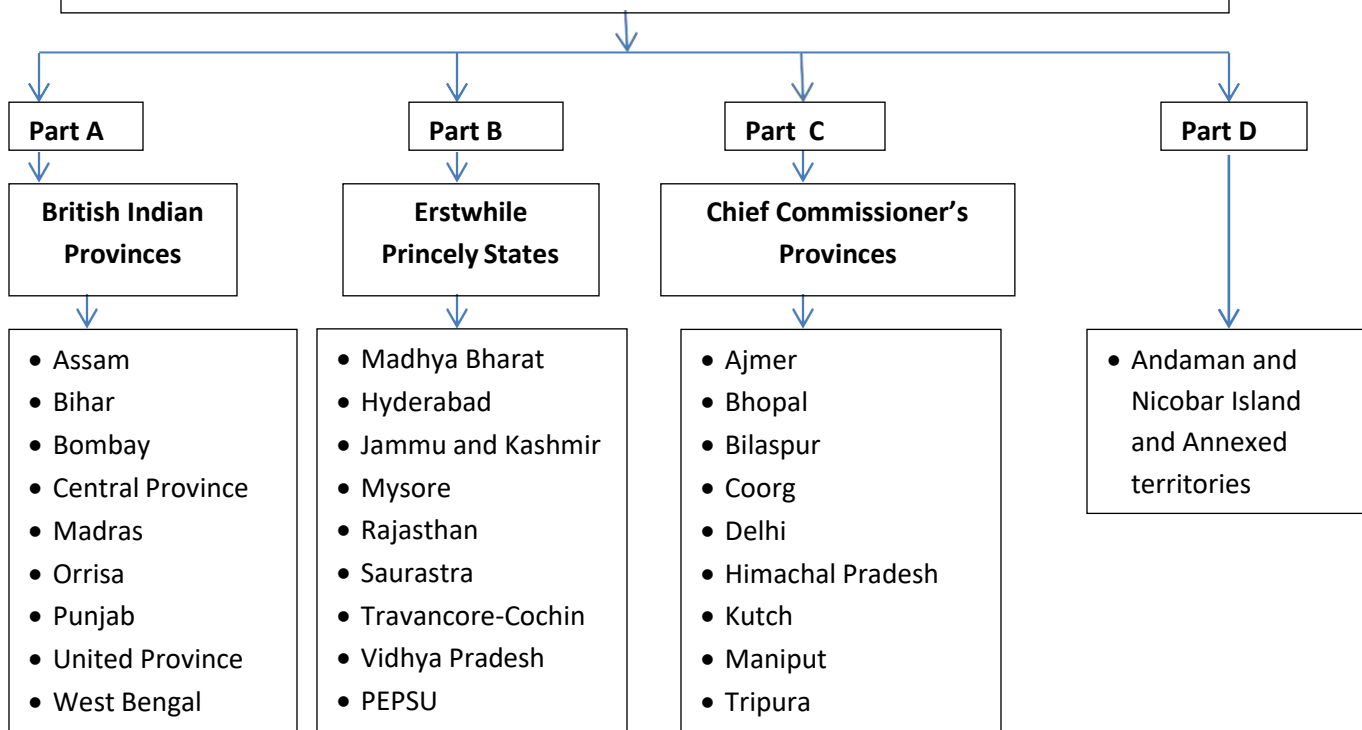 Part A
Part B
Part C
Part D
British Indian
Provinces
Erstwhile
Princely States
Chief Commissioner’s
Provinces
• Assam
• Bihar
• Bombay
• Central Province
• Madras
• Orrisa
• Punjab
• United Province
• West Bengal
• Madhya Bharat
• Hyderabad
• Jammu and Kashmir
• Mysore
• Rajasthan
• Saurastra
• Travancore-Cochin
• Vidhya Pradesh
• PEPSU
• Ajmer
• Bhopal
• Bilaspur
• Coorg
• Delhi
• Himachal Pradesh
• Kutch
• Maniput
• Tripura
• Andaman and
Nicobar Island
and Annexed
territories